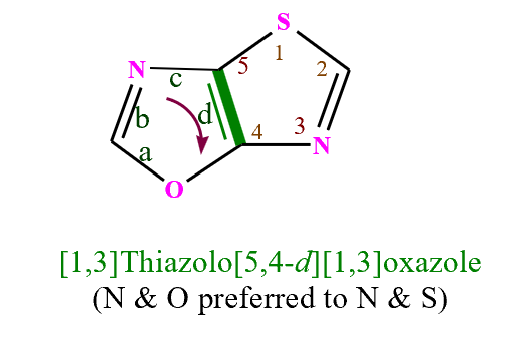 S
1
N
c
5
2
b
d
a
4
3
N
O
[1,3]Thiazolo[5,4-d][1,3]oxazole
(N & O preferred to N & S)